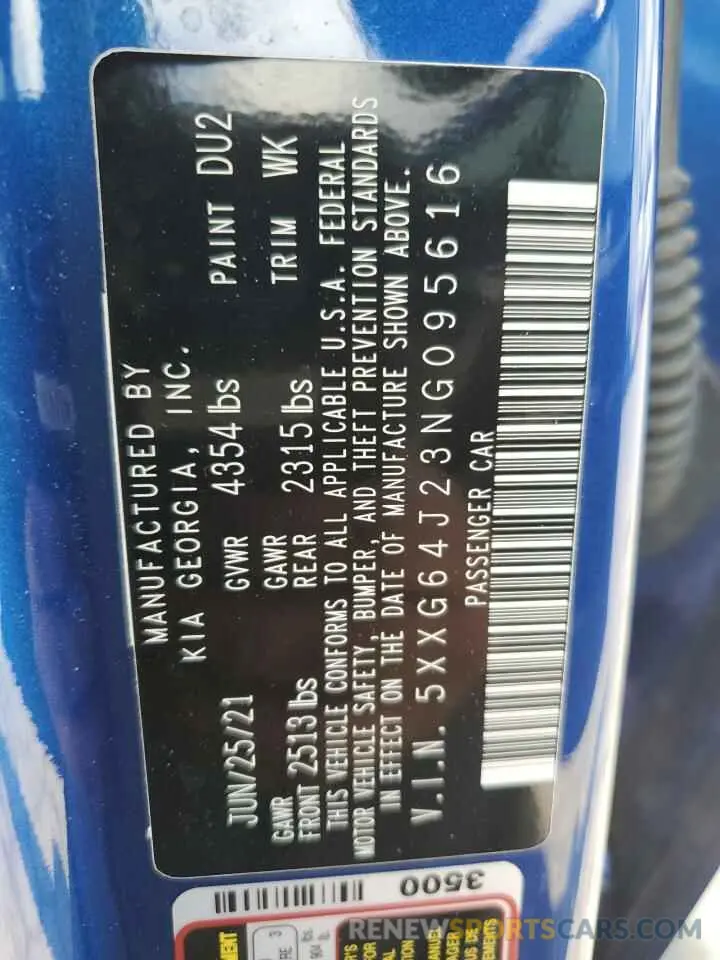 MANUFACTURED BY
KIA GEORGIA, INC.
JUN/25/21 GVWR 4354 lbs PAINT DU2
GAWR FRONT 2513 lbs GAWR REAR 2315 lbs TRIM WK
THIS VEHICLE CONFORMS TO ALL APPLICABLE U.S.A. FEDERAL
MOTOR VEHICLE SAFETY, BUMPER, AND THEFT PREVENTION STANDARDS
IN EFFECT ON THE DATE OF MANUFACTURE SHOWN ABOVE.
V.I.N. 5XXG64J23NG095616
PASSENGER CAR
3500
RENEWSPORTSCARS.COM